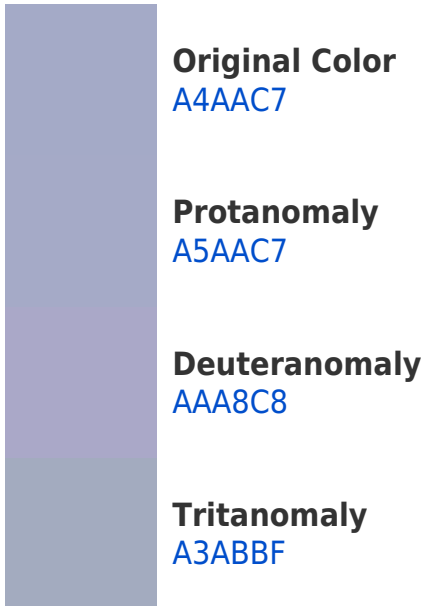 Original Color
A4AAC7
Protanomaly
A5AAC7
Deuteranomaly
AAA8C8
Tritanomaly
A3ABBF